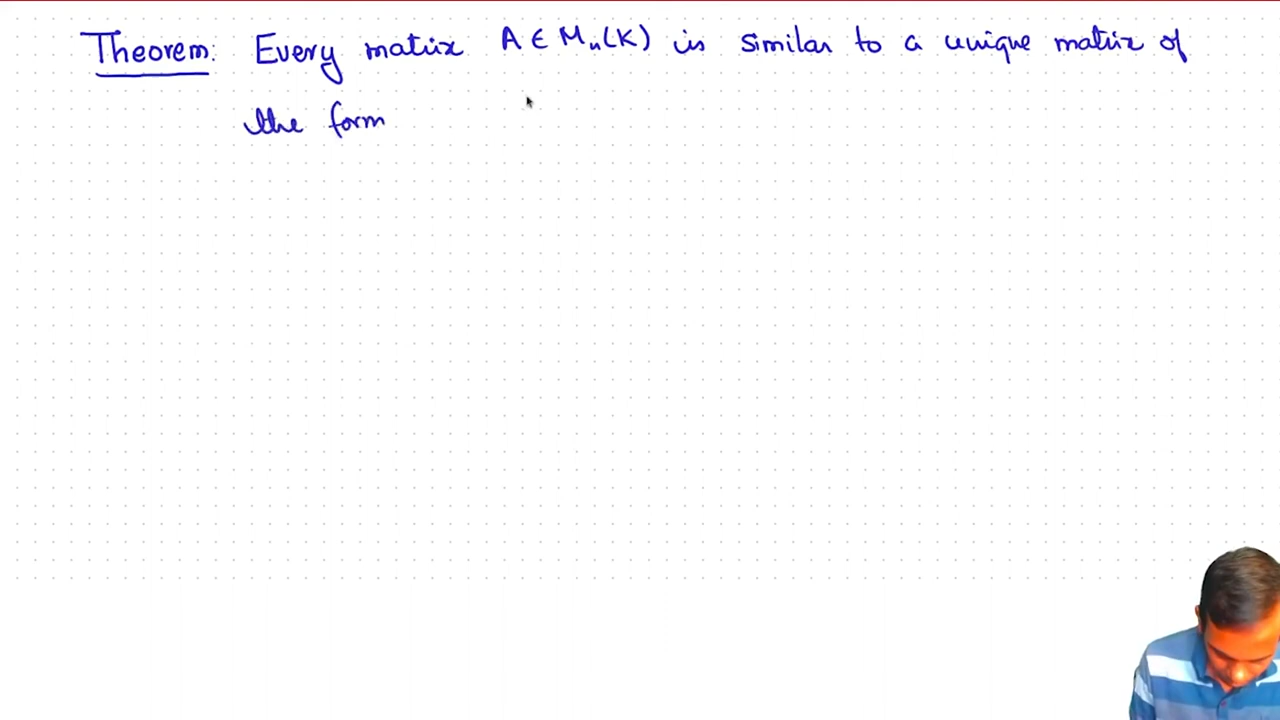 Theorem: Every matrix A ∈ Mₙ(K) is similar to a unique matrix of
the form